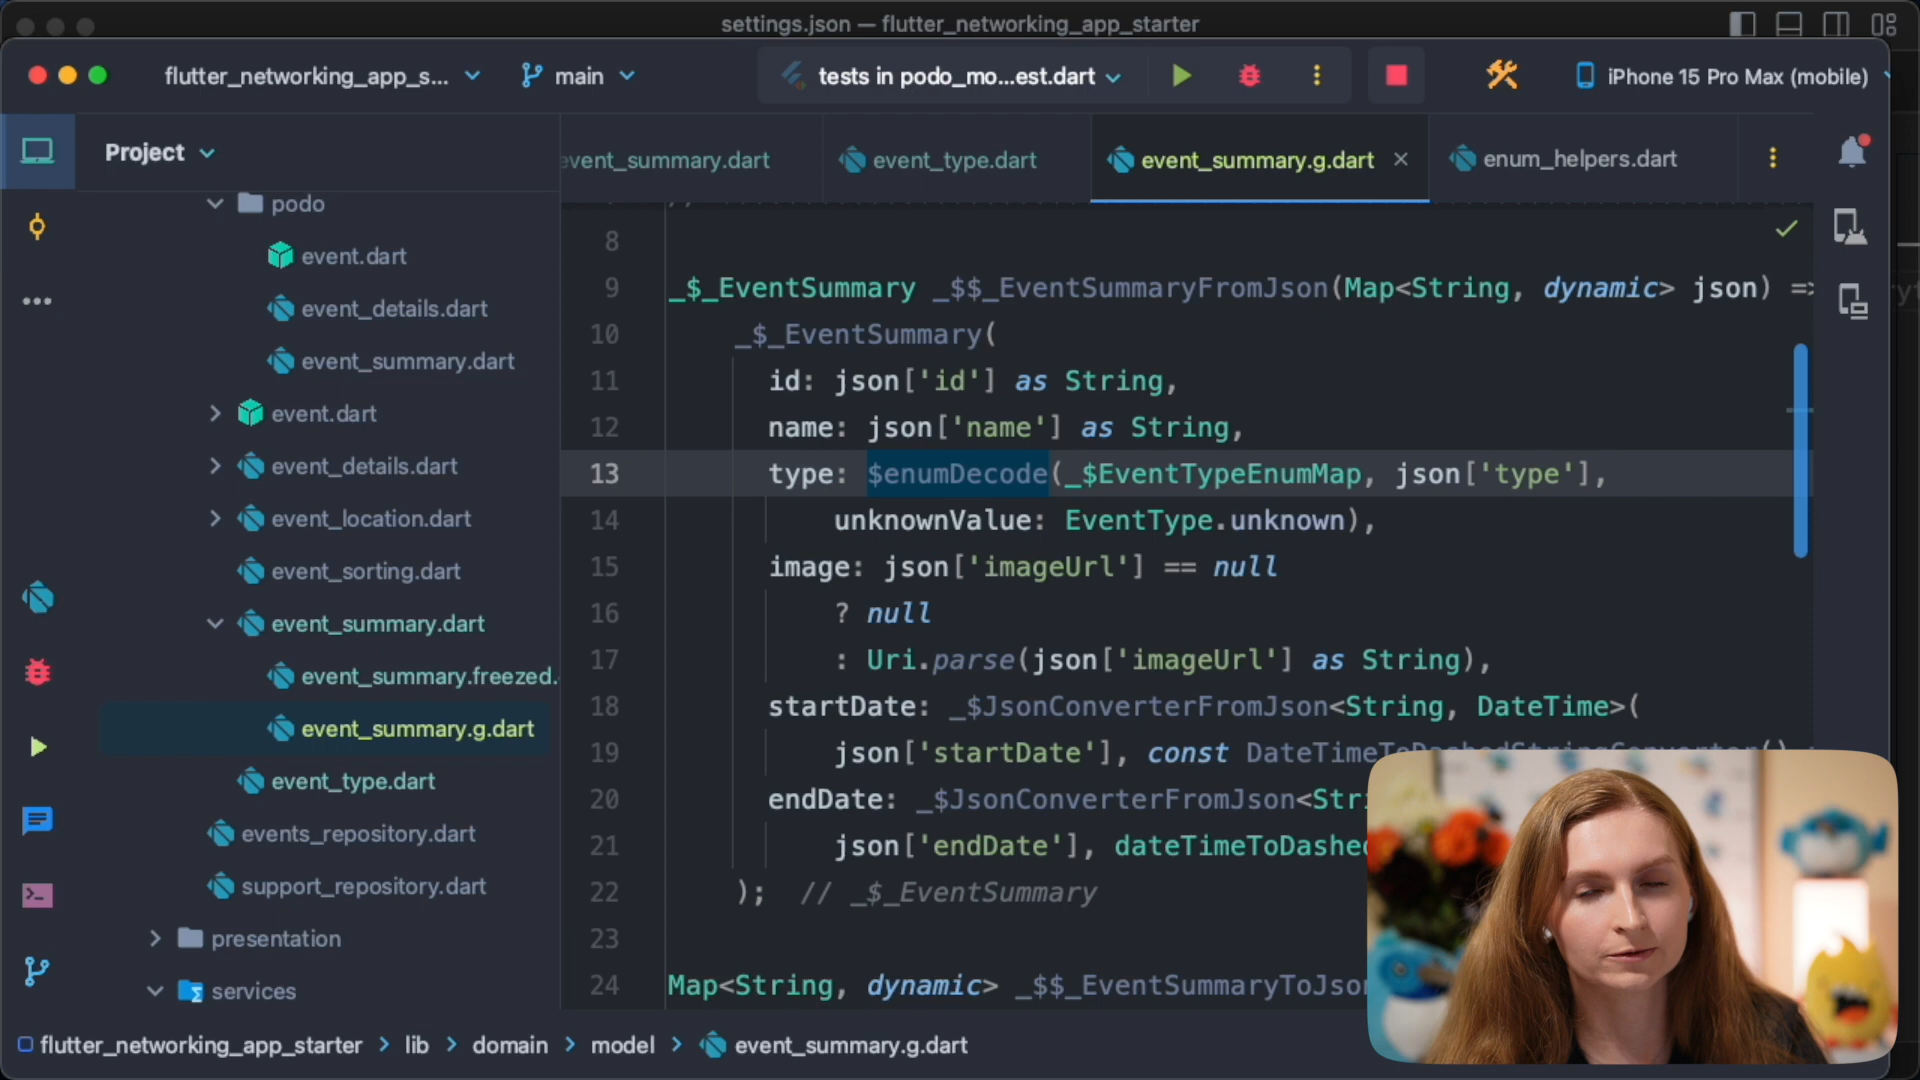 settings.json — flutter_networking_app_starter
flutter_networking_app_s...
main
tests in podo_mo...est.dart
iPhone 15 Pro Max (mobile)
Project
event_summary.dart
event_type.dart
event_summary.g.dart
enum_helpers.dart
podo
event.dart
event_details.dart
event_summary.dart
event.dart
event_details.dart
event_location.dart
event_sorting.dart
event_summary.dart
event_summary.freezed.
event_summary.g.dart
event_type.dart
events_repository.dart
support_repository.dart
presentation
services
8
9 _$_EventSummary _$$_EventSummaryFromJson(Map<String, dynamic> json) =>
10 _$_EventSummary(
11 id: json['id'] as String,
12 name: json['name'] as String,
13 type: $enumDecode(_$EventTypeEnumMap, json['type'],
14 unknownValue: EventType.unknown),
15 image: json['imageUrl'] == null
16 ? null
17 : Uri.parse(json['imageUrl'] as String),
18 startDate: _$JsonConverterFromJson<String, DateTime>(
19 json['startDate'], const DateTimeToDashedStringConverter()
20 endDate: _$JsonConverterFromJson<Stri
21 json['endDate'], dateTimeToDashed
22 ); // _$_EventSummary
23
24 Map<String, dynamic> _$$_EventSummaryToJson
flutter_networking_app_starter > lib > domain > model > event_summary.g.dart